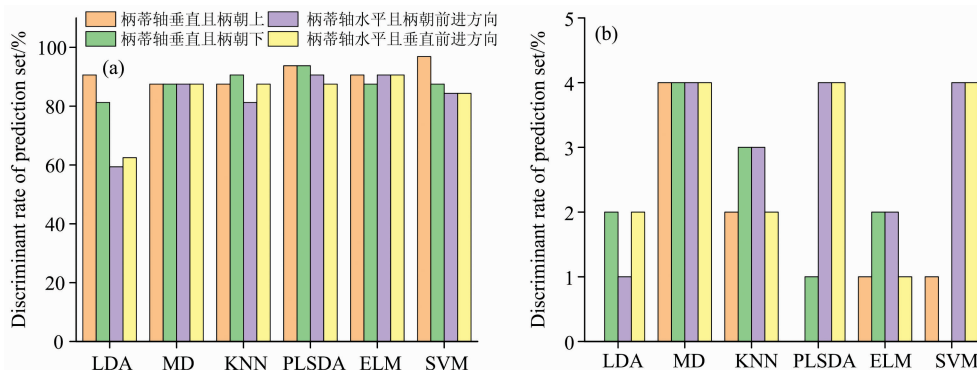 柄蒂轴垂直且柄朝上 柄蒂轴水平且柄朝前进方向
柄蒂轴垂直且柄朝下 柄蒂轴水平且垂直前进方向
(a)
Discriminant rate of prediction set/%
100
80
60
40
20
0
LDA MD KNN PLSDA ELM SVM
(b)
Discriminant rate of prediction set/%
5
4
3
2
1
0
LDA MD KNN PLSDA ELM SVM